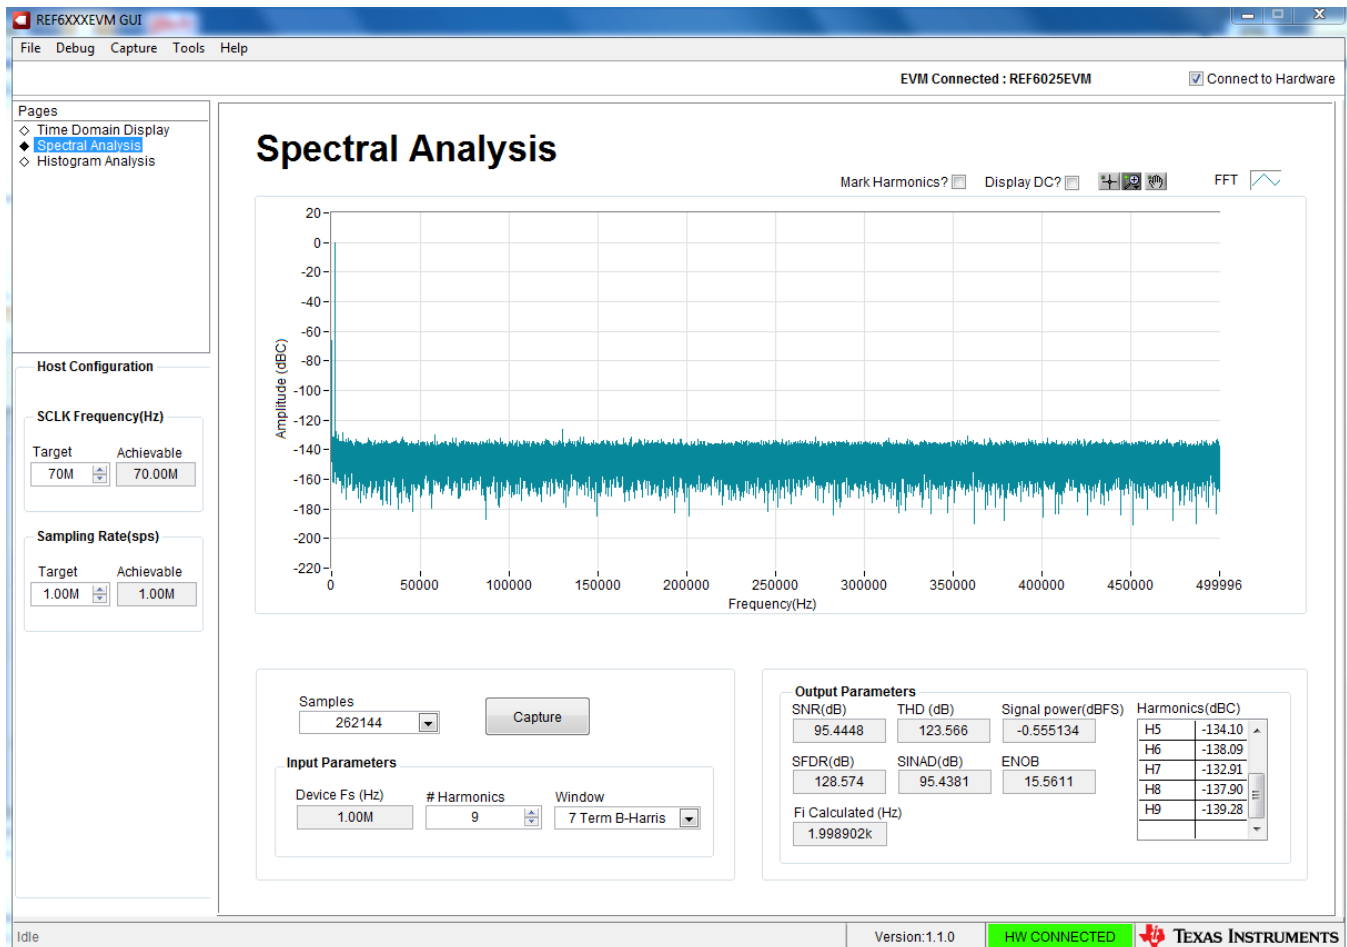 REF6XXXEVM GUI
File Debug Capture Tools Help
EVM Connected : REF6025EVM
Connect to Hardware
Pages
Time Domain Display
Spectral Analysis
Histogram Analysis
Host Configuration
SCLK Frequency(Hz)
Target Achievable
70M 70.00M
Sampling Rate(sps)
Target Achievable
1.00M 1.00M
Spectral Analysis
Mark Harmonics? Display DC? FFT
20
0
-20
-40
-60
-80
-100
-120
-140
-160
-180
-200
-220
Amplitude (dBC)
0 50000 100000 150000 200000 250000 300000 350000 400000 450000 499996
Frequency(Hz)
Samples
262144
Capture
Input Parameters
Device Fs (Hz) # Harmonics Window
1.00M 9 7 Term B-Harris
Output Parameters
SNR(dB) THD (dB) Signal power(dBFS)
95.4448 123.566 -0.555134
SFDR(dB) SINAD(dB) ENOB
128.574 95.4381 15.5611
Fi Calculated (Hz)
1.998902k
Harmonics(dBC)
H5 -134.10
H6 -138.09
H7 -132.91
H8 -137.90
H9 -139.28
Idle
Version:1.1.0
HW CONNECTED
TEXAS INSTRUMENTS